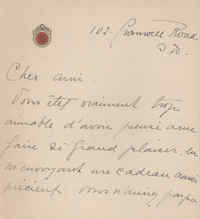 102 Cromwell Road
S.W.
Cher ami.
Vous êtes vraiment trop
aimable d'avoir pensé a me
faire si grand plaisir, en
m'envoyant un cadeau aussi
précieux